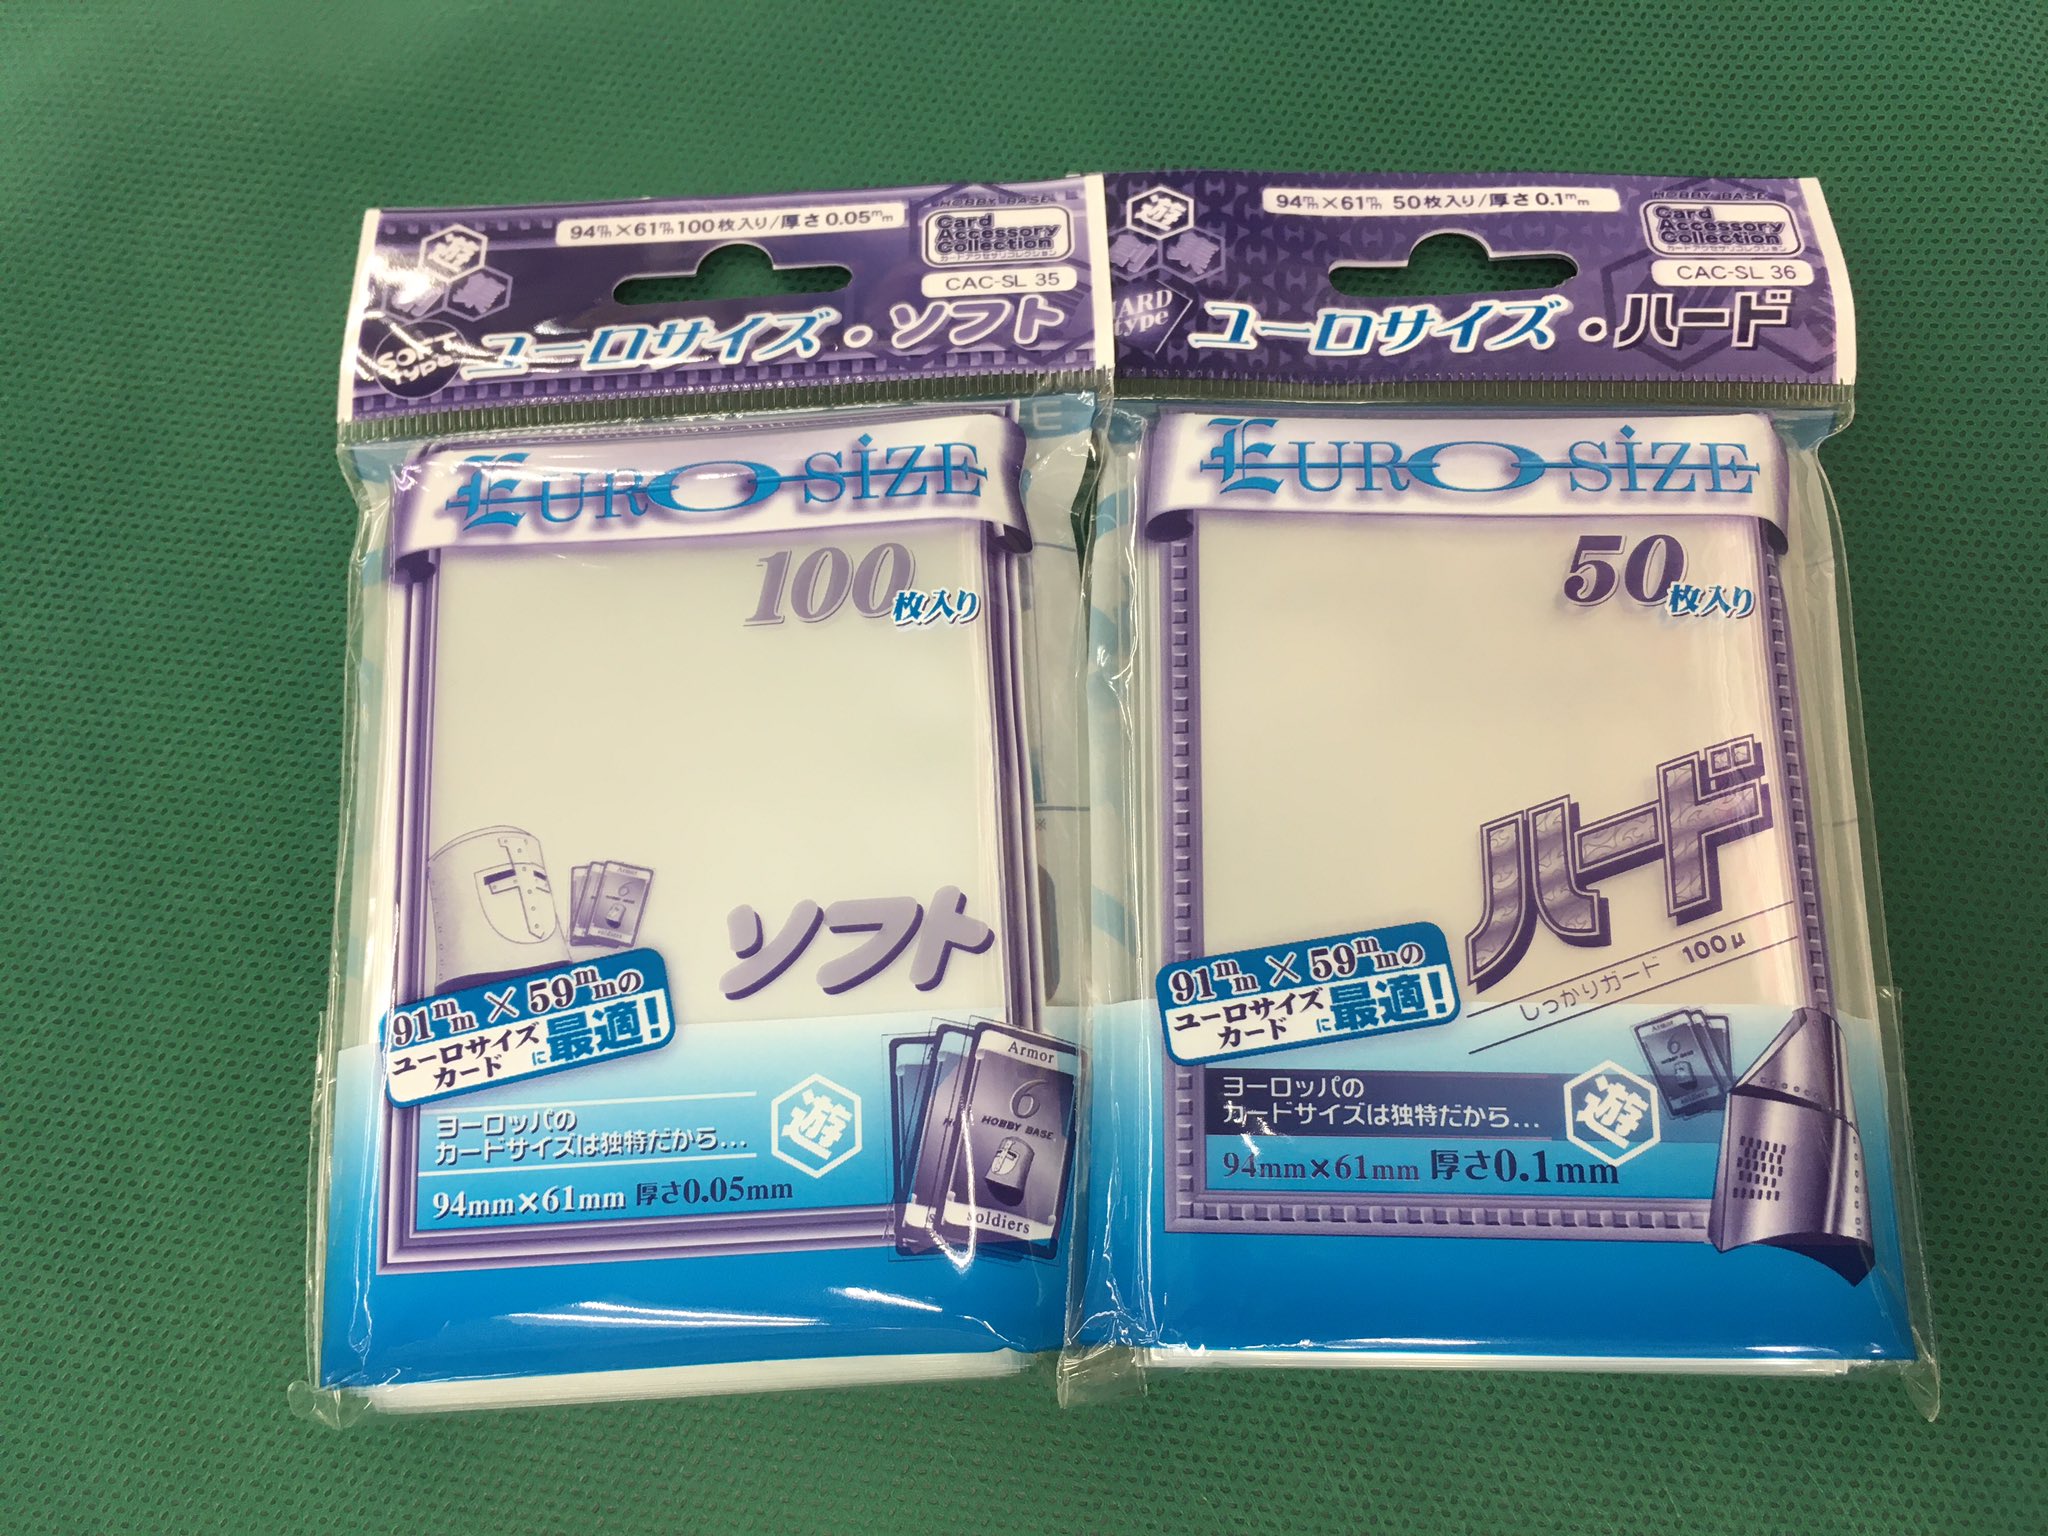 94mm×61mm 100枚入り/厚さ0.05mm
HOBBY BASE
Card
Accessory
Collection
カードアクセサリコレクション
CAC-SL 35
遊
SOFT
type
ユーロサイズ・ソフト
EURO SIZE
100枚入り
Armor
6
ソフト
91mm×59mmの
ユーロサイズ
カードに最適!
ヨーロッパの
カードサイズは独特だから…
遊
94mm×61mm 厚さ0.05mm
Armor
6
HOBBY BASE
soldiers
94mm×61mm 50枚入り/厚さ0.1mm
HOBBY BASE
Card
Accessory
Collection
カードアクセサリコレクション
CAC-SL 36
遊
HARD
type
ユーロサイズ・ハード
EURO SIZE
50枚入り
ハード
しっかりガード 100μ
91mm×59mmの
ユーロサイズ
カードに最適!
ヨーロッパの
カードサイズは独特だから…
遊
94mm×61mm 厚さ0.1mm
Armor
6